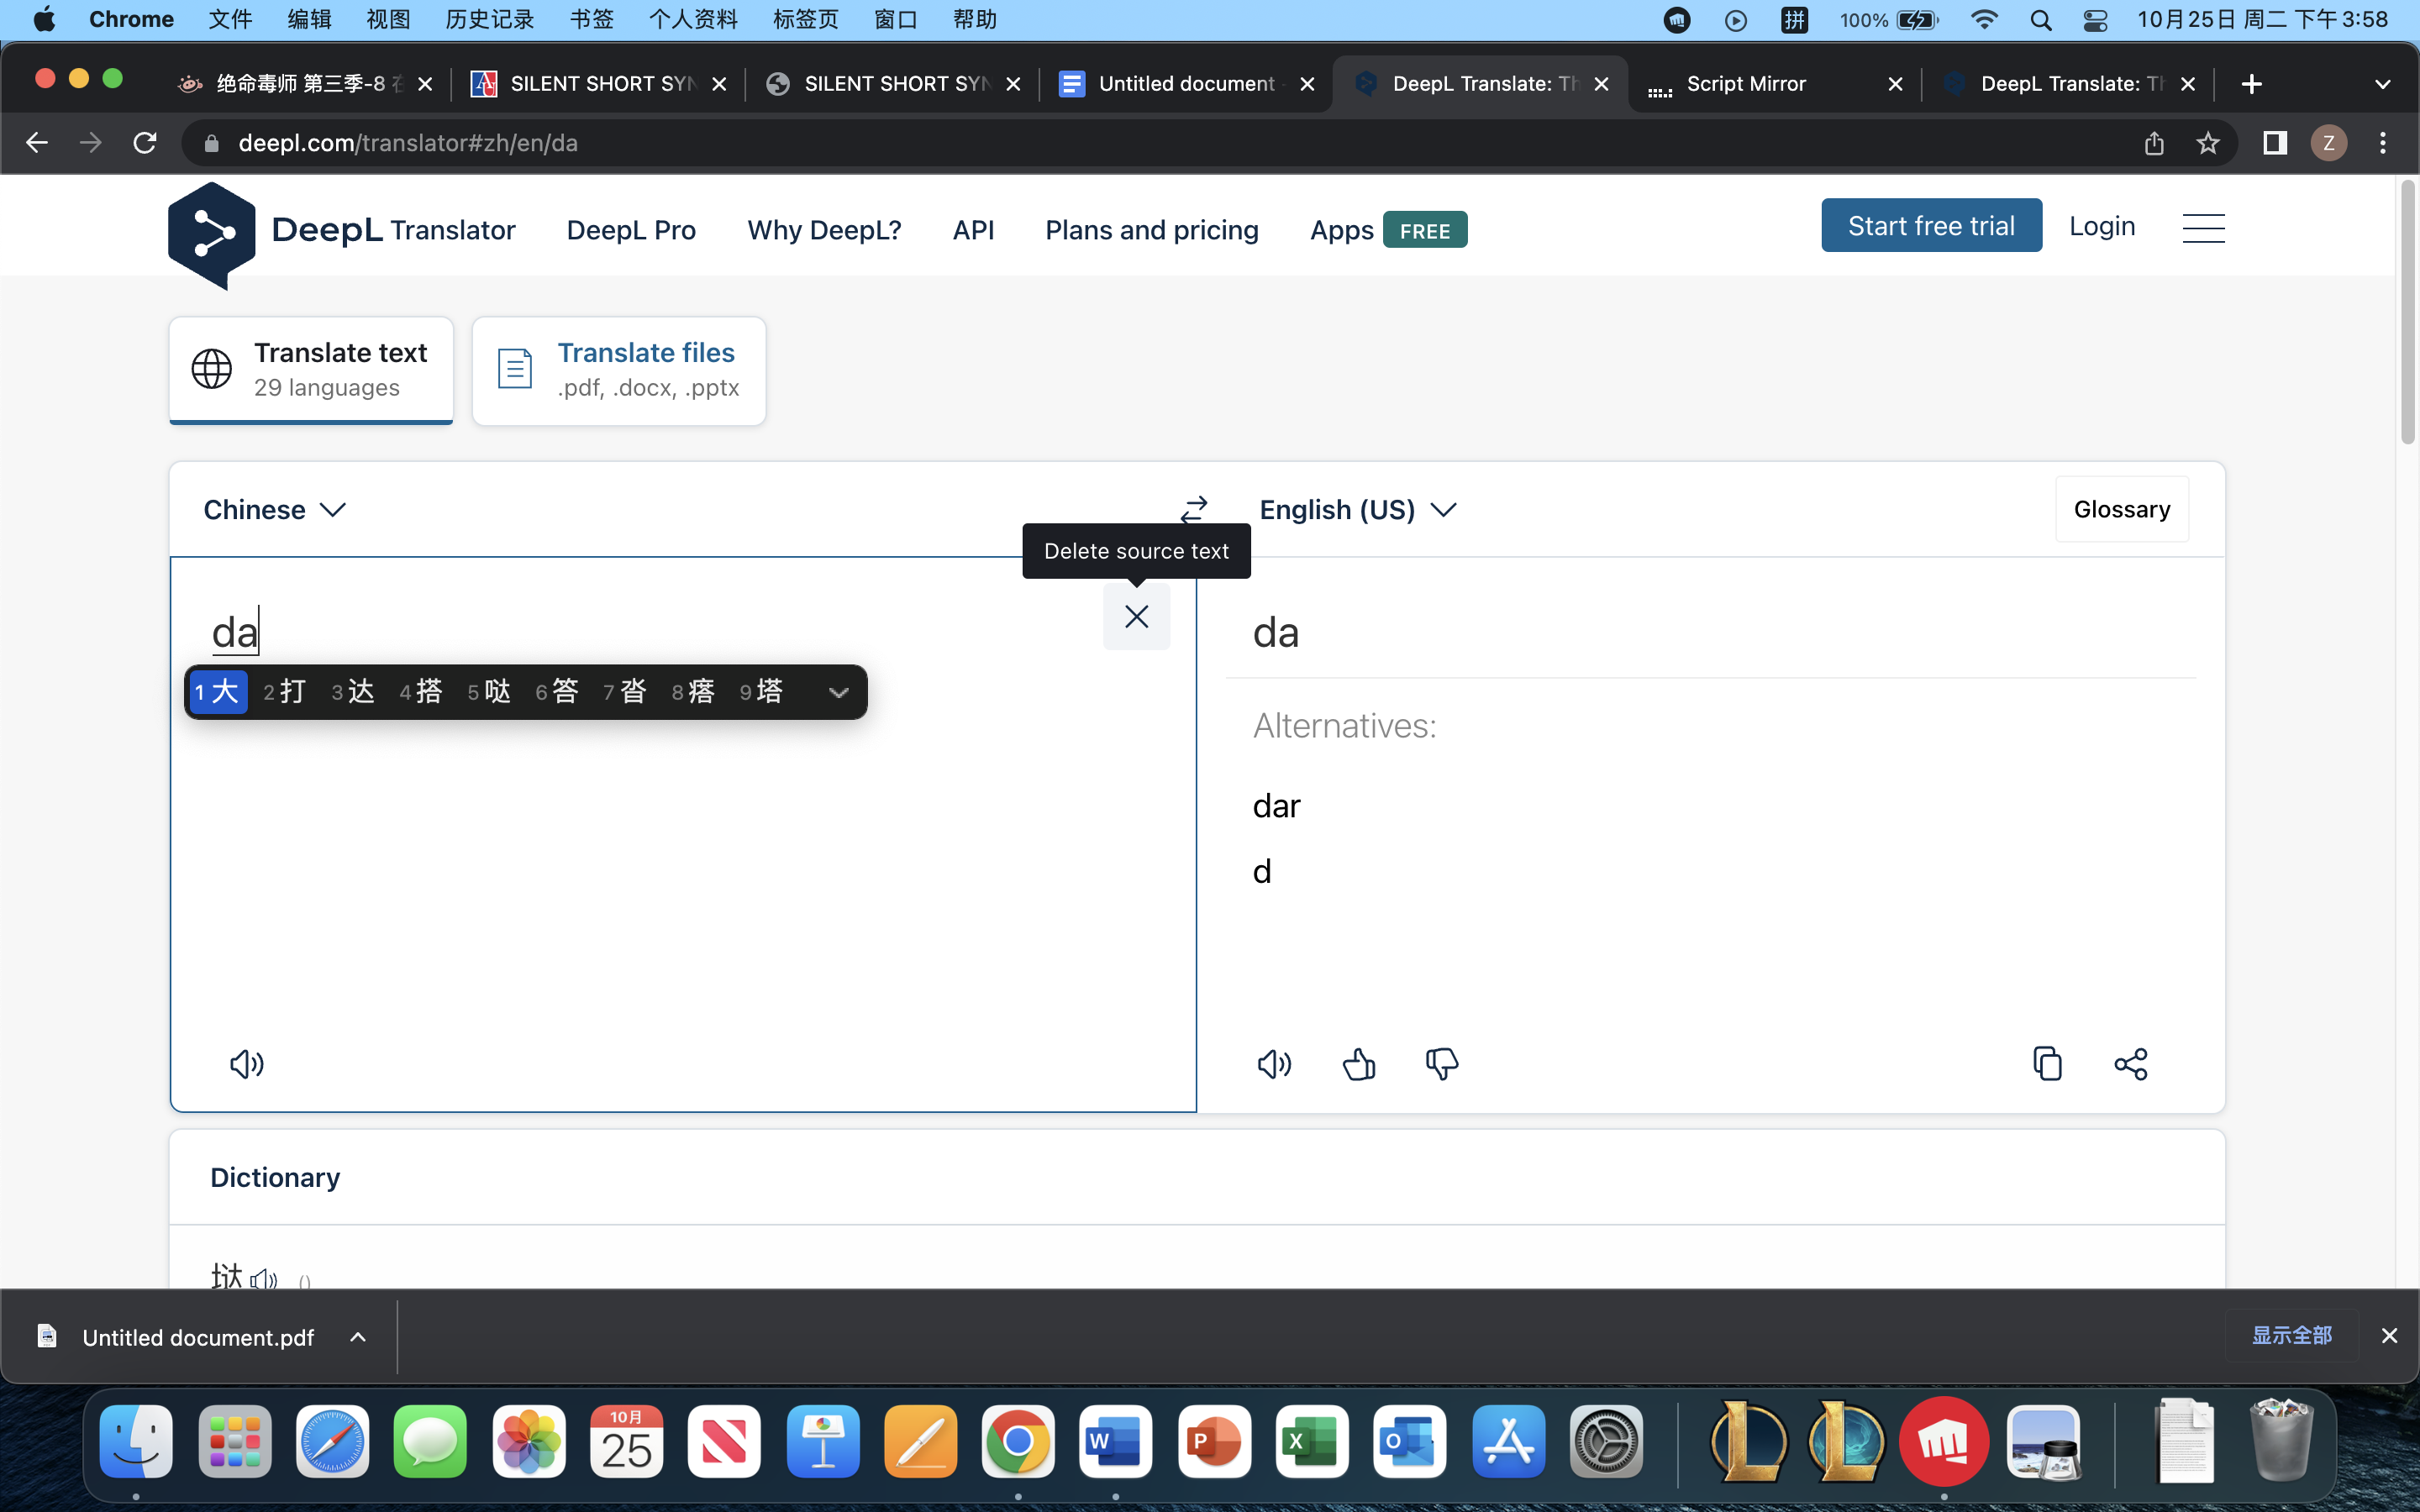 Chrome 文件 编辑 视图 历史记录 书签 个人资料 标签页 窗口 帮助 拼 100% 10月25日 周二 下午3:58
绝命毒师 第三季-8 SILENT SHORT SYN SILENT SHORT SYN Untitled document - DeepL Translate: Th Script Mirror DeepL Translate: Th
deepl.com/translator#zh/en/da Z
DeepL Translator DeepL Pro Why DeepL? API Plans and pricing Apps FREE Start free trial Login
Translate text
29 languages
Translate files
.pdf, .docx, .pptx
Chinese English (US) Glossary
Delete source text
da
1 大 2 打 3 达 4 搭 5 哒 6 答 7 沓 8 瘩 9 塔
da
Alternatives:
dar
d
Dictionary
挞 ()
Untitled document.pdf 显示全部
10月
25
W P X O